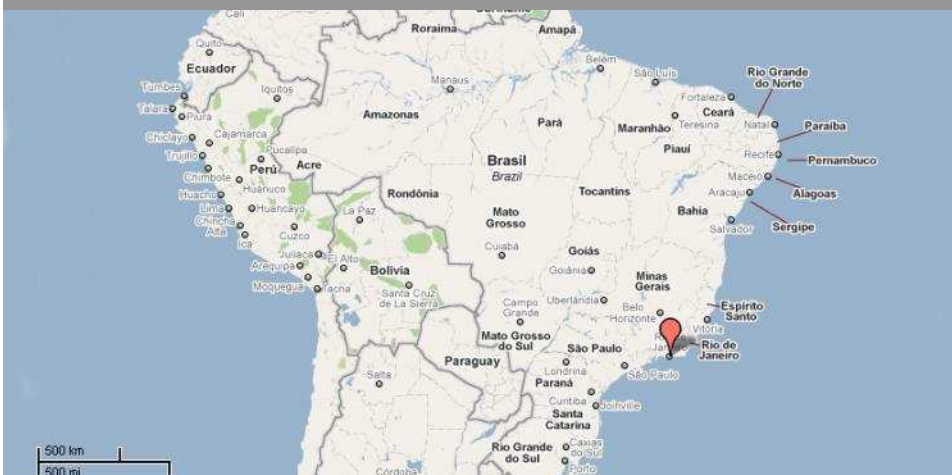 Cali
Roraima
Amapá
Quito
Ecuador
Belém
São Luís
Rio Grande
do Norte
Manaus
Iquitos
Tumbes
Talara
Piura
Fortaleza
Ceará
Amazonas
Pará
Maranhão
Teresina
Natal
Paraíba
Chiclayo
Cajamarca
Piauí
Trujillo
Pucallpa
Perú
Acre
Brasil
Brazil
Recife
Pernambuco
Chimbote
Huánuco
Rondônia
Tocantins
Maceió
Aracaju
Alagoas
Huacho
Lima
Huancayo
La Paz
Mato
Grosso
Bahia
Sergipe
Chincha
Alta
Ica
Cuzco
Salvador
Cuiabá
Goiás
Juliaca
El Alto
Arequipa
Bolivia
Goiânia
Minas
Gerais
Moquegua
Tacna
Santa Cruz
de La Sierra
Campo
Grande
Uberlândia
Belo
Horizonte
Espírito
Santo
Vitória
Mato Grosso
do Sul
São Paulo
Rio de
Janeiro
Paraguay
Londrina
São Paulo
Salta
Paraná
Curitiba
Joinville
Santa
Catarina
Rio Grande
do Sul
Caxias
do Sul
500 km
500 mi
Córdoba
Porto